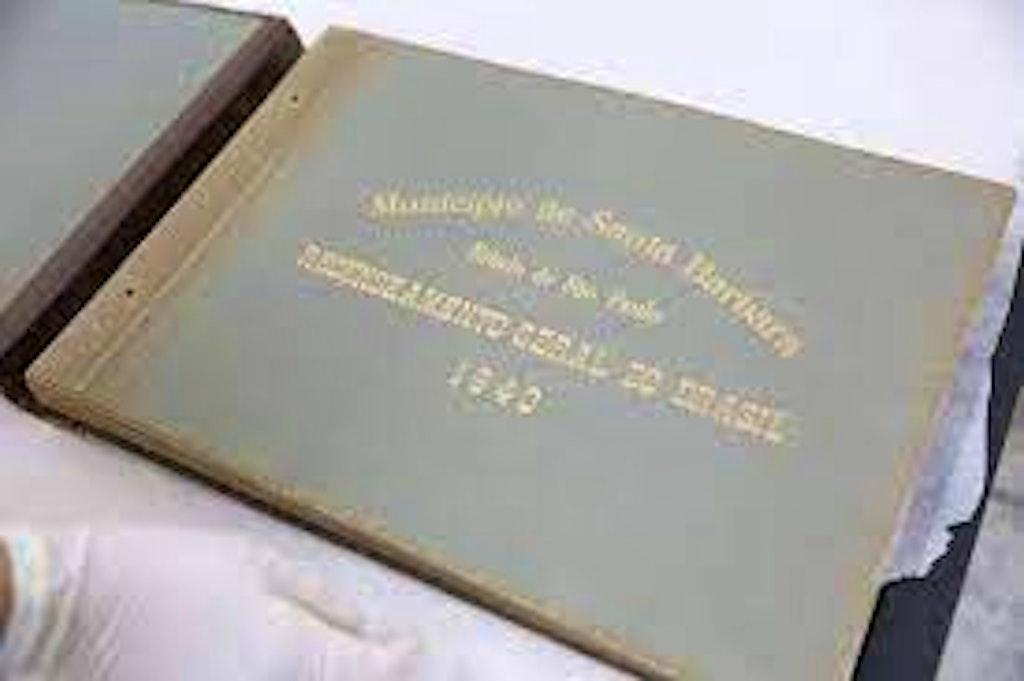 Municipio de Santa Barbara
Estado de São Paulo
RECENSEAMENTO GERAL DO BRASIL
1940